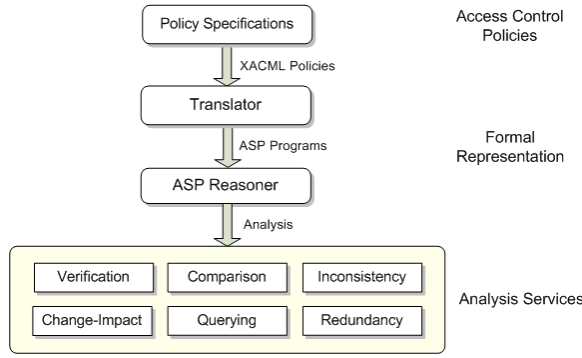 Policy Specifications
Access Control
Policies
XACML Policies
Translator
ASP Programs
Formal
Representation
ASP Reasoner
Analysis
Verification
Comparison
Inconsistency
Change-Impact
Querying
Redundancy
Analysis Services